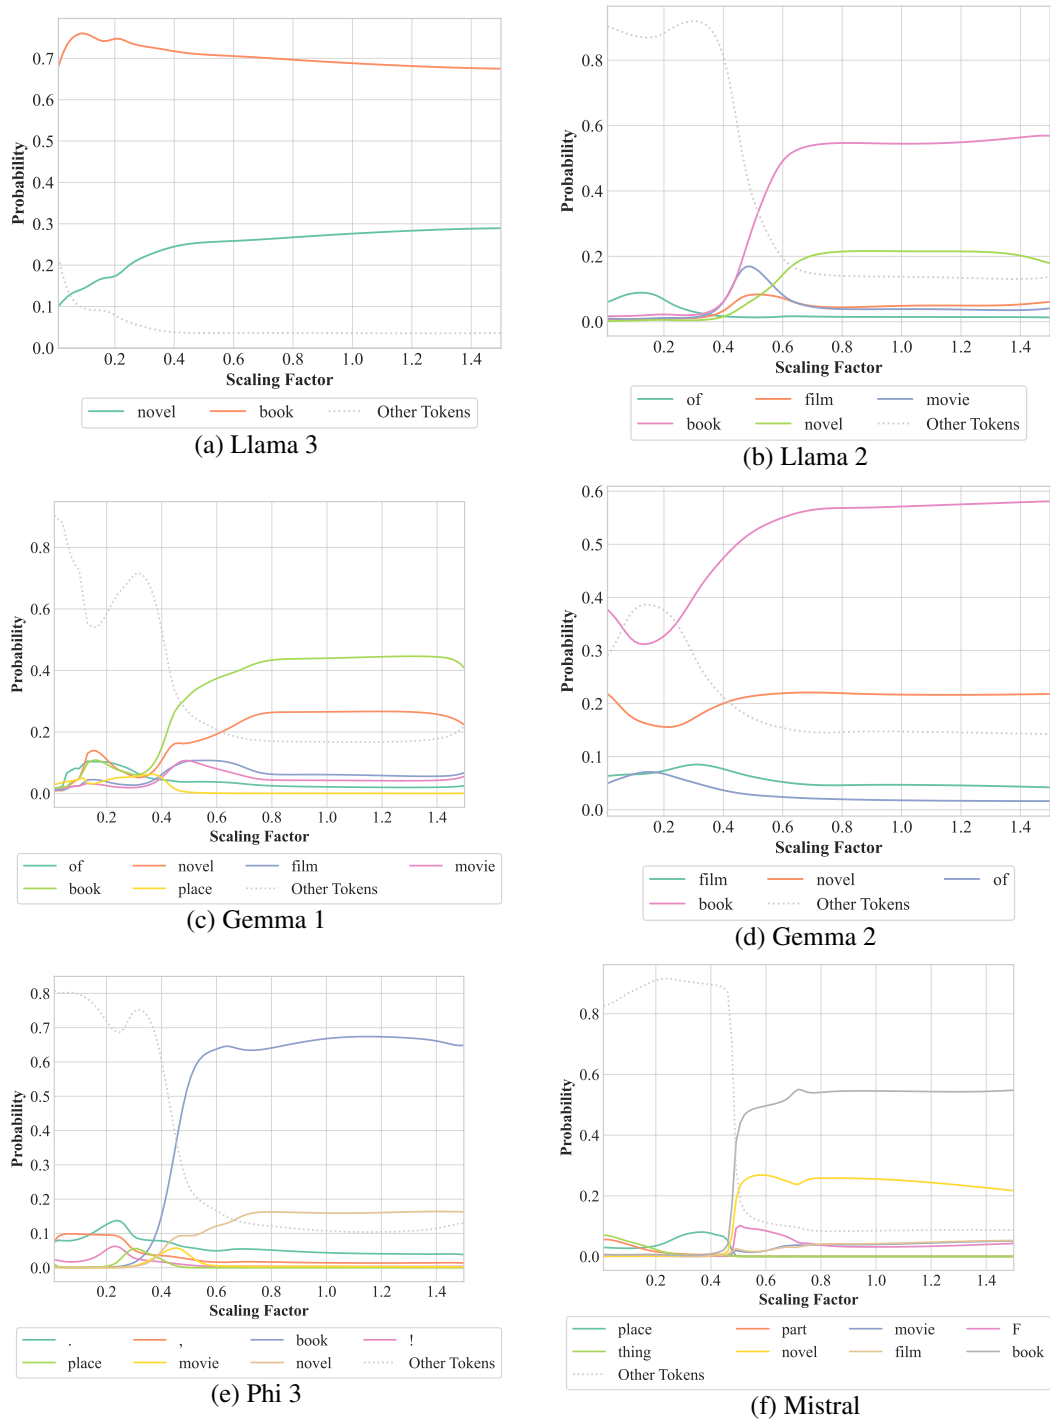 0.7
0.6
0.5
0.4
0.3
0.2
0.1
0.0
Probability
0.2 0.4 0.6 0.8 1.0 1.2 1.4
Scaling Factor
novel book Other Tokens
(a) Llama 3
0.8
0.6
0.4
0.2
0.0
Probability
0.2 0.4 0.6 0.8 1.0 1.2 1.4
Scaling Factor
of film movie
book novel Other Tokens
(b) Llama 2
0.8
0.6
0.4
0.2
0.0
Probability
0.2 0.4 0.6 0.8 1.0 1.2 1.4
Scaling Factor
of novel film movie
book place Other Tokens
(c) Gemma 1
0.6
0.5
0.4
0.3
0.2
0.1
0.0
Probability
0.2 0.4 0.6 0.8 1.0 1.2 1.4
Scaling Factor
film novel of
book Other Tokens
(d) Gemma 2
0.8
0.7
0.6
0.5
0.4
0.3
0.2
0.1
0.0
Probability
0.2 0.4 0.6 0.8 1.0 1.2 1.4
Scaling Factor
. , book !
place movie novel Other Tokens
(e) Phi 3
0.8
0.6
0.4
0.2
0.0
Probability
0.2 0.4 0.6 0.8 1.0 1.2 1.4
Scaling Factor
place part movie F
thing novel film book
Other Tokens
(f) Mistral